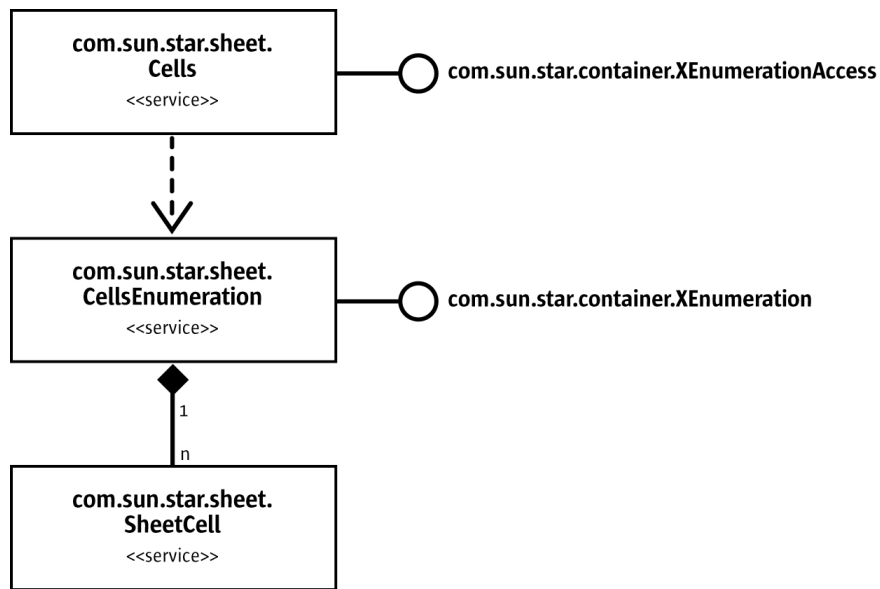 com.sun.star.sheet.
Cells
<<service>>
com.sun.star.container.XEnumerationAccess
com.sun.star.sheet.
CellsEnumeration
<<service>>
com.sun.star.container.XEnumeration
1
n
com.sun.star.sheet.
SheetCell
<<service>>